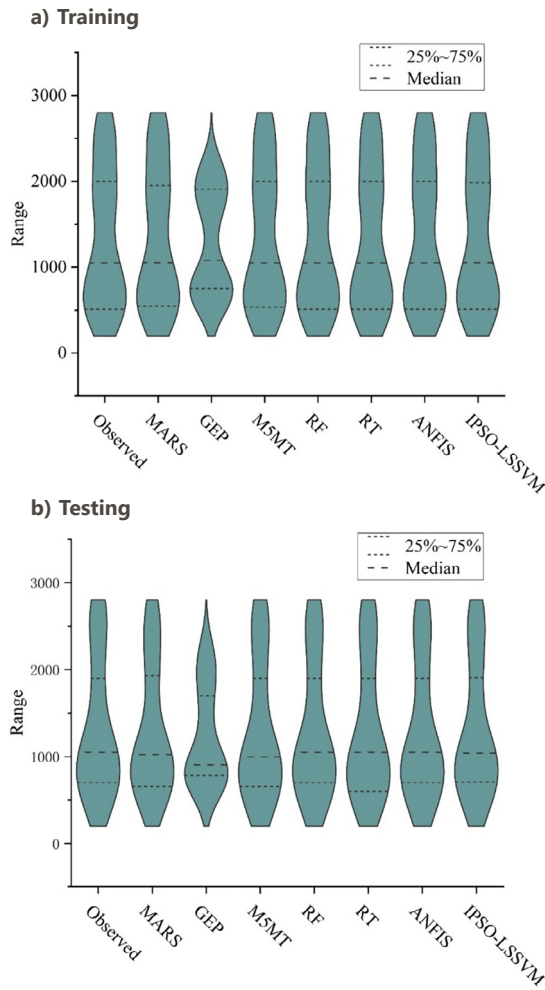 a) Training
25%~75%
Median
3000
2000
1000
0
Range
Observed
MARS
GEP
M5MT
RF
RT
ANFIS
IPSO-LSSVM
b) Testing
25%~75%
Median
3000
2000
1000
0
Range
Observed
MARS
GEP
M5MT
RF
RT
ANFIS
IPSO-LSSVM